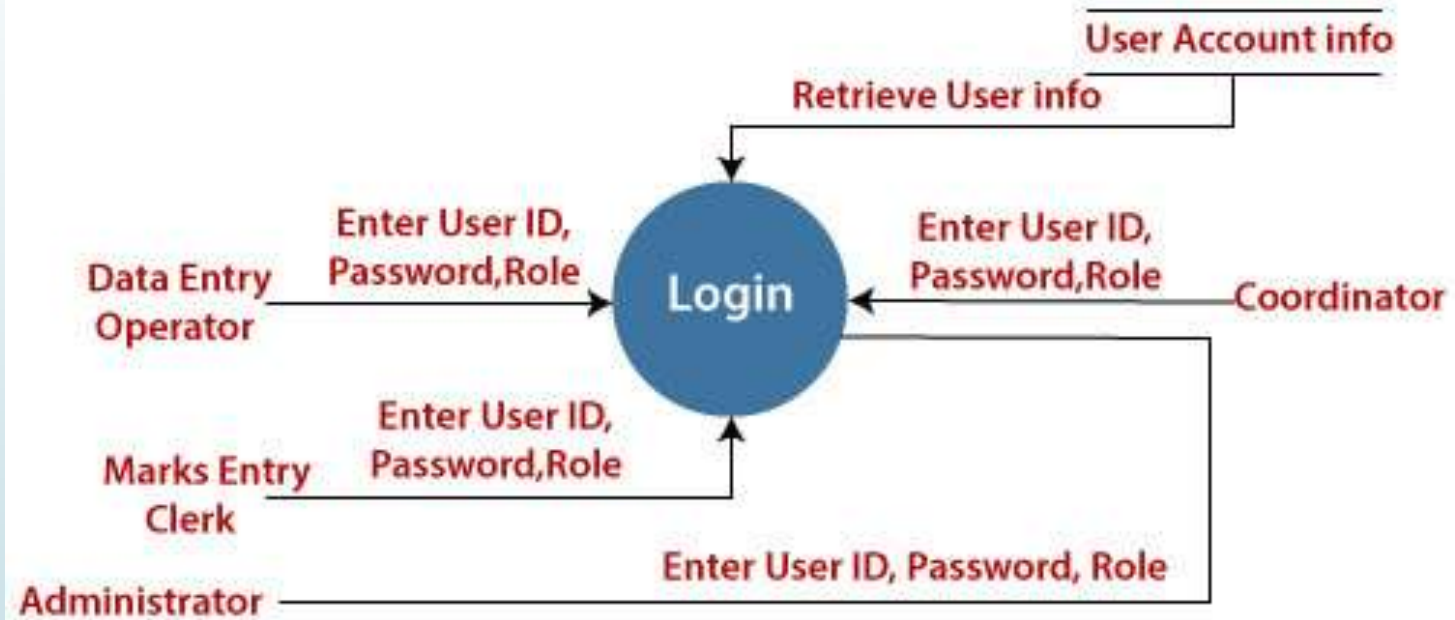 User Account info
Retrieve User info
Enter User ID,
Password,Role
Data Entry
Operator
Login
Enter User ID,
Password,Role
Coordinator
Enter User ID,
Password,Role
Marks Entry
Clerk
Enter User ID, Password, Role
Administrator